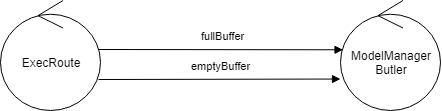 fullBuffer
ExecRoute
emptyBuffer
ModelManager
Butler